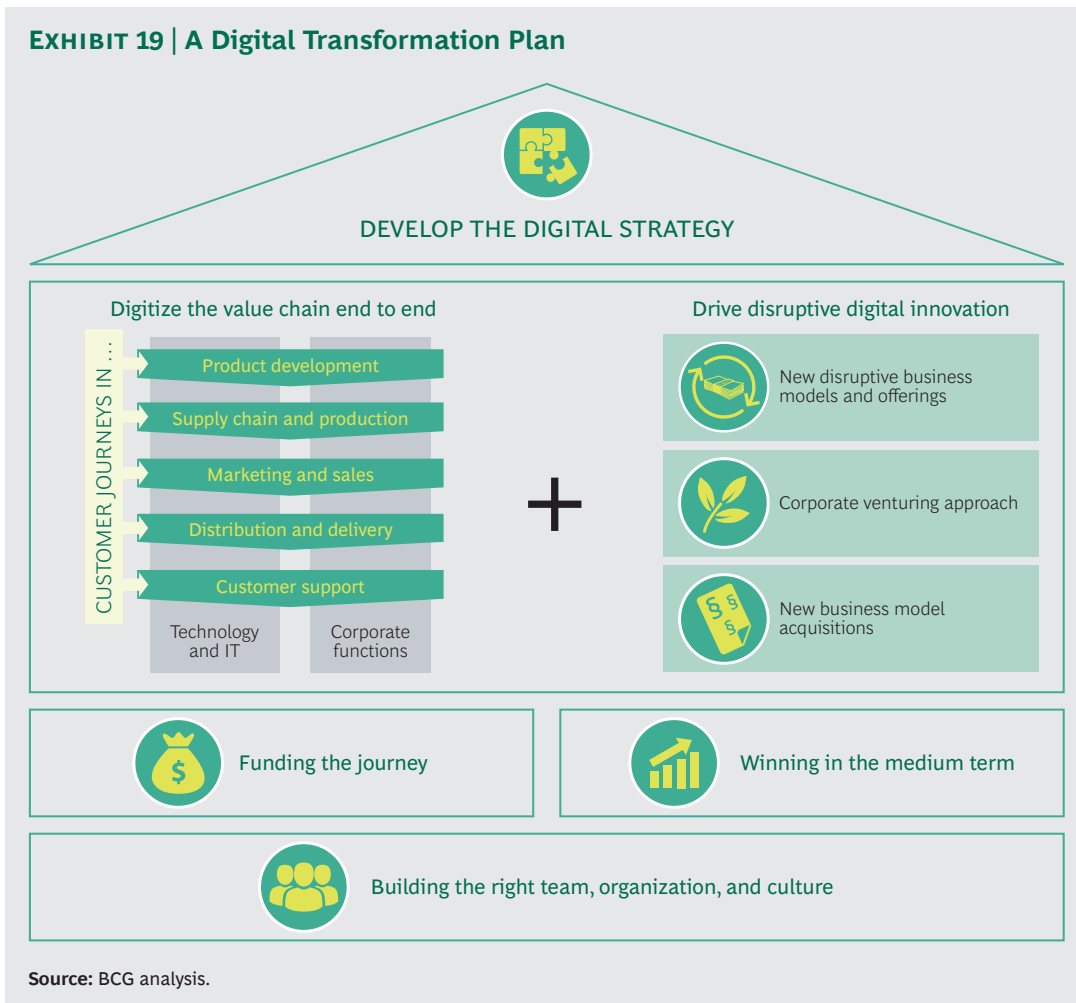 EXHIBIT 19 | A Digital Transformation Plan
DEVELOP THE DIGITAL STRATEGY
Digitize the value chain end to end
CUSTOMER JOURNEYS IN ...
Product development
Supply chain and production
Marketing and sales
Distribution and delivery
Customer support
Technology
and IT
Corporate
functions
+
Drive disruptive digital innovation
New disruptive business
models and offerings
Corporate venturing approach
§ § § §
New business model
acquisitions
$
Funding the journey
Winning in the medium term
Building the right team, organization, and culture
Source: BCG analysis.